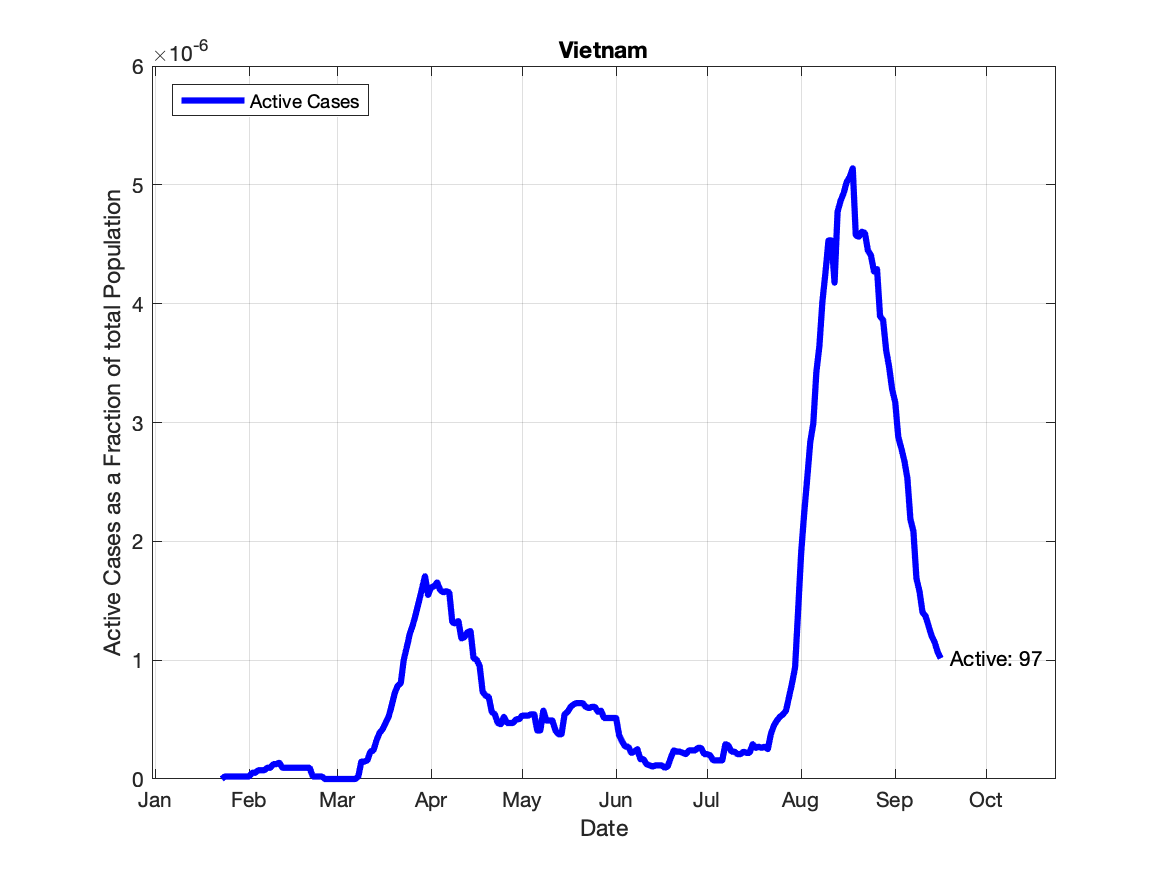 Vietnam
×10-6
Active Cases
6
5
4
3
2
1
0
Active Cases as a Fraction of total Population
Active: 97
Jan Feb Mar Apr May Jun Jul Aug Sep Oct
Date